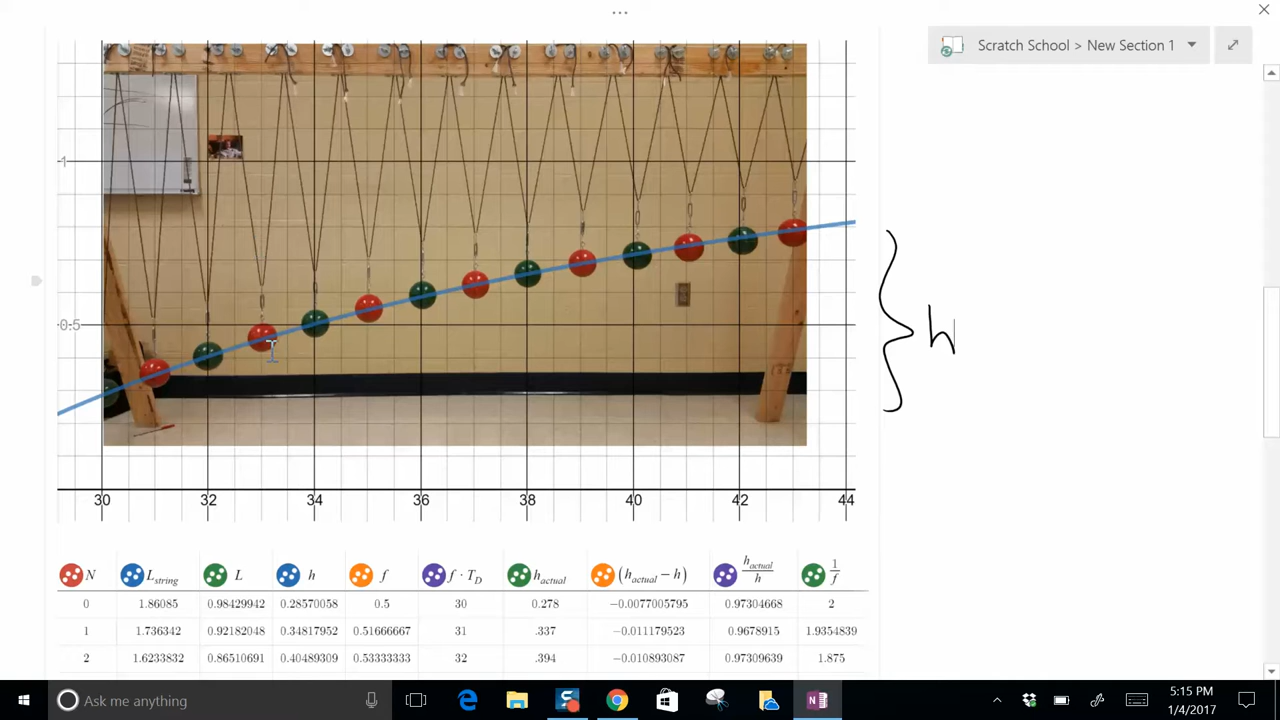 ...
Scratch School > New Section 1
1
0.5
h
30 32 34 36 38 40 42 44
N L_string L h f f · T_D h_actual (h_actual − h) h_actual/h 1/f
0 1.86085 0.98429942 0.28570058 0.5 30 0.278 −0.0077005795 0.97304668 2
1 1.736342 0.92182048 0.34817952 0.51666667 31 .337 −0.011179523 0.9678915 1.9354839
2 1.6233832 0.86510691 0.40489309 0.53333333 32 .394 −0.010893087 0.97309639 1.875
Ask me anything
5:15 PM
1/4/2017